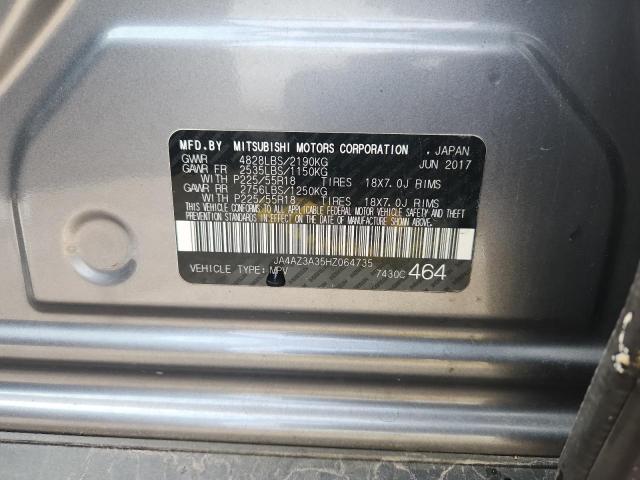 MFD.BY MITSUBISHI MOTORS CORPORATION . JAPAN
GVWR 4828LBS/2190KG JUN 2017
GAWR FR 2535LBS/1150KG
WITH P225/55R18 TIRES 18X7.0J RIMS
GAWR RR 2756LBS/1250KG
WITH P225/55R18 TIRES 18X7.0J RIMS
THIS VEHICLE CONFORMS TO ALL APPLICABLE FEDERAL MOTOR VEHICLE SAFETY AND THEFT
PREVENTION STANDARDS IN EFFECT ON THE DATE OF MANUFACTURE SHOWN ABOVE.
JA4AZ3A35HZ064735
VEHICLE TYPE: MPV 7430C 464